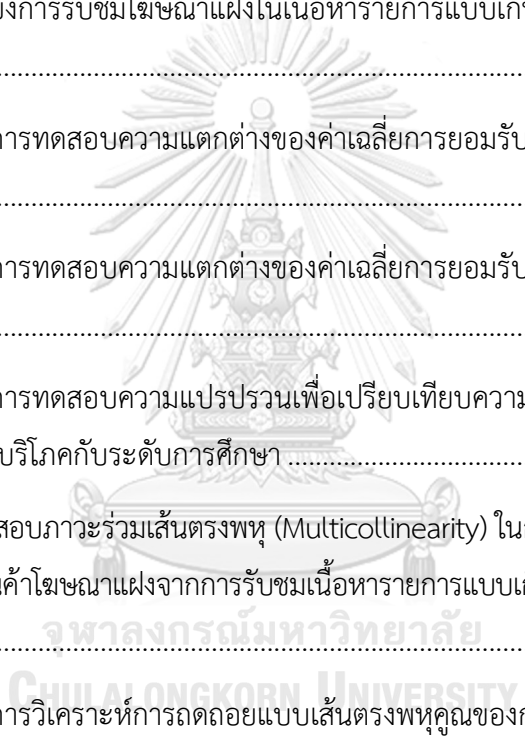 งการรับชมโฆษณาแฝงในเนื้อหารายการแบบเก
................................................................................
ารทดสอบความแตกต่างของค่าเฉลี่ยการยอมรับ
................................................................................
ารทดสอบความแตกต่างของค่าเฉลี่ยการยอมรับ
................................................................................
ารทดสอบความแปรปรวนเพื่อเปรียบเทียบความ
บริโภคกับระดับการศึกษา ..................................
สอบภาวะร่วมเส้นตรงพหุ (Multicollinearity) ใน
นค้าโฆษณาแฝงจากการรับชมเนื้อหารายการแบบเก
จุฬาลงกรณ์มหาวิทยาลัย
................................................................................
CHULALONGKORN UNIVERSITY
ารวิเคราะห์การถดถอยแบบเส้นตรงพหุคูณของก